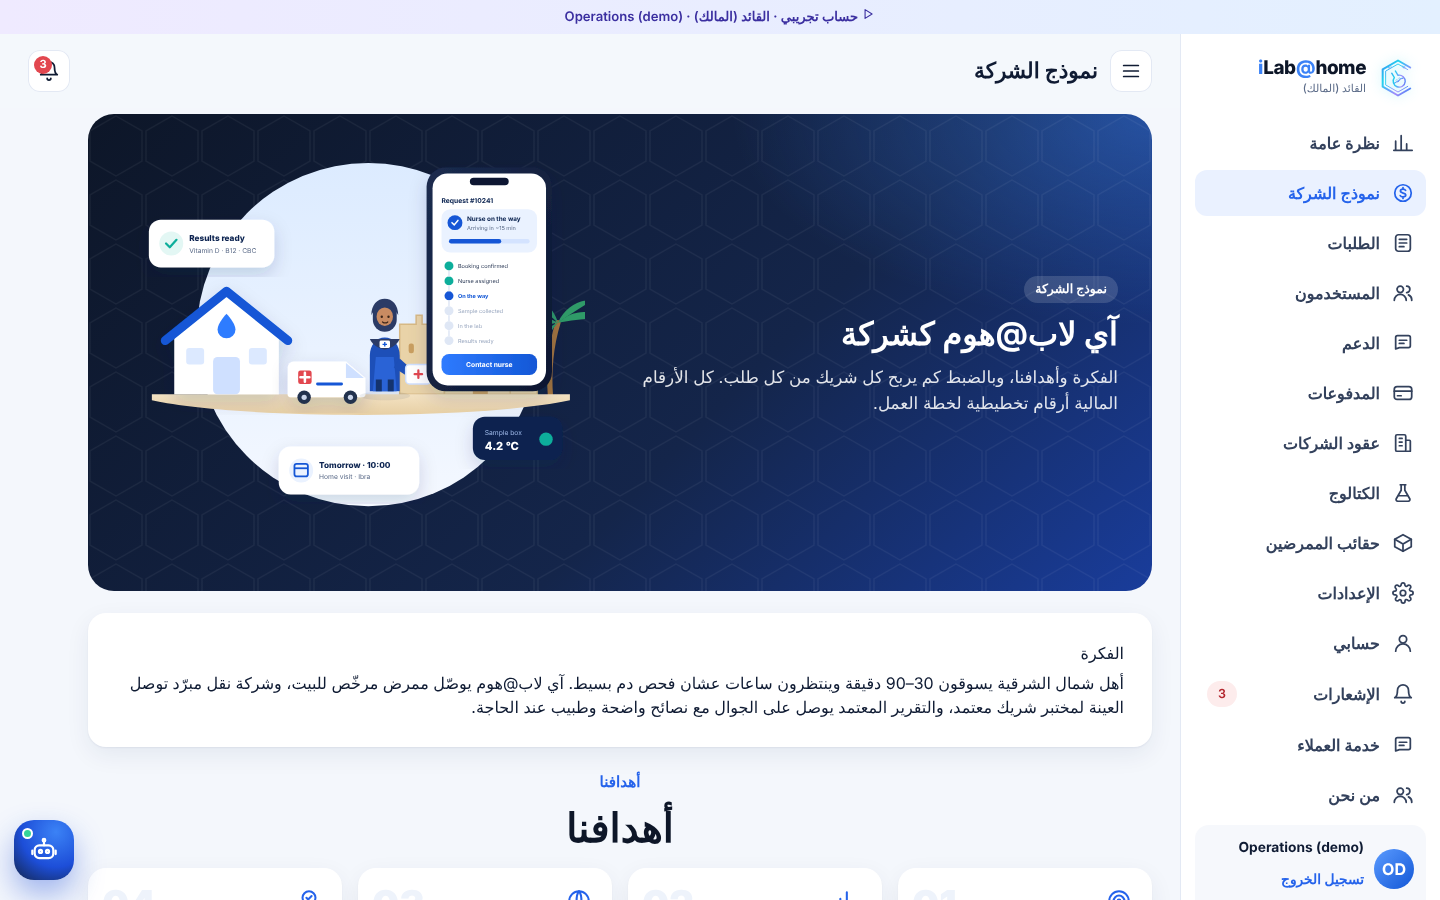 حساب تجريبي · القائد (المالك) · Operations (demo)
iLab@home
القائد (المالك)
نظرة عامة
نموذج الشركة
الطلبات
المستخدمون
الدعم
المدفوعات
عقود الشركات
الكتالوج
حقائب الممرضين
الإعدادات
حسابي
الإشعارات
3
خدمة العملاء
من نحن
Operations (demo)
OD
تسجيل الخروج
نموذج الشركة
3
نموذج الشركة
آي لاب@هوم كشركة
الفكرة وأهدافنا، وبالضبط كم يربح كل شريك من كل طلب. كل الأرقام
المالية أرقام تخطيطية لخطة العمل.
Request #10241
Nurse on the way
Arriving in ~15 min
Booking confirmed
Nurse assigned
On the way
Sample collected
In the lab
Results ready
Contact nurse
Results ready
Vitamin D · B12 · CBC
Sample box
4.2 °C
Tomorrow · 10:00
Home visit · Ibra
الفكرة
أهل شمال الشرقية يسوقون 30–90 دقيقة وينتظرون ساعات عشان فحص دم بسيط. آي لاب@هوم يوصّل ممرض مرخّص للبيت، وشركة نقل مبرّد توصل
العينة لمختبر شريك معتمد، والتقرير المعتمد يوصل على الجوال مع نصائح واضحة وطبيب عند الحاجة.
أهدافنا
أهدافنا